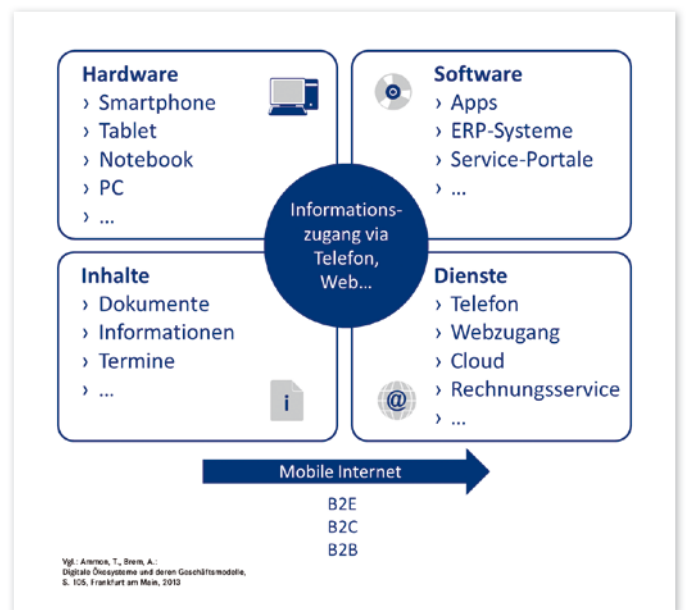 Hardware
› Smartphone
› Tablet
› Notebook
› PC
› ...
Software
› Apps
› ERP-Systeme
› Service-Portale
› ...
Informations-
zugang via
Telefon,
Web...
Inhalte
› Dokumente
› Informationen
› Termine
› ...
i
Dienste
› Telefon
› Webzugang
› Cloud
› Rechnungsservice
› ...
@
Mobile Internet
B2E
B2C
B2B
Vgl.: Ammon, T., Brem, A.:
Digitale Ökosysteme und deren Geschäftsmodelle,
S. 105, Frankfurt am Main, 2013